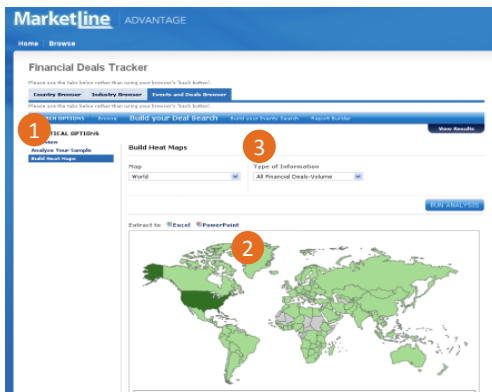 MarketLine ADVANTAGE
Home Browse
Financial Deals Tracker
Please use the tabs below rather than using your browser's 'back button'.
Country Browser Industry Browser Events and Deals Browser
Please use the tabs below rather than using your browser's 'back button'.
OPTIONS Browse Build your Deal Search Build your Events Search Report Builder
1
View Results
OPTIONS
Analyze Your Sample
Build Heat Maps
Build Heat Maps
3
Map Type of Information
World All Financial Deals-Volume
RUN ANALYSIS
Extract to Excel PowerPoint
2